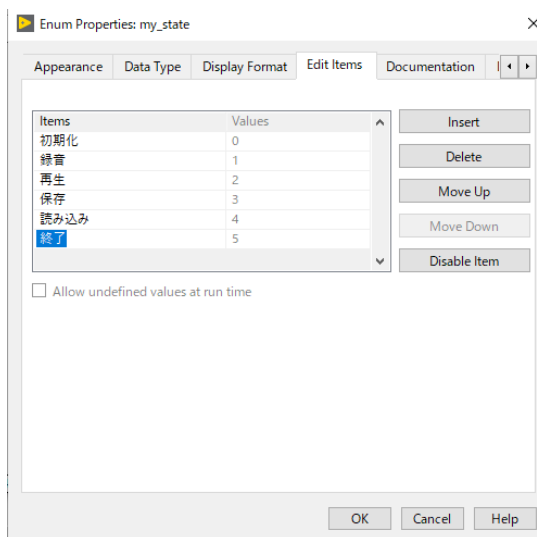 Enum Properties: my_state
Appearance Data Type Display Format Edit Items Documentation
Items Values
初期化 0
録音 1
再生 2
保存 3
読み込み 4
終了 5
Insert
Delete
Move Up
Move Down
Disable Item
Allow undefined values at run time
OK Cancel Help